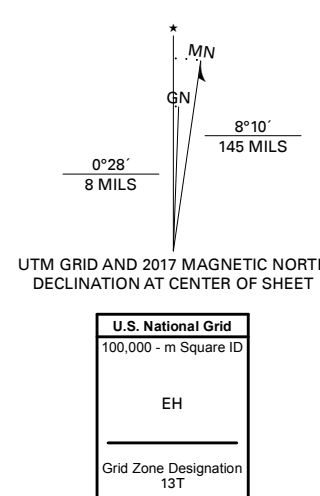 ★
MN
GN
8°10´
145 MILS
0°28´
8 MILS
UTM GRID AND 2017 MAGNETIC NORT
DECLINATION AT CENTER OF SHEET
U.S. National Grid
100,000 - m Square ID
EH
Grid Zone Designation
13T